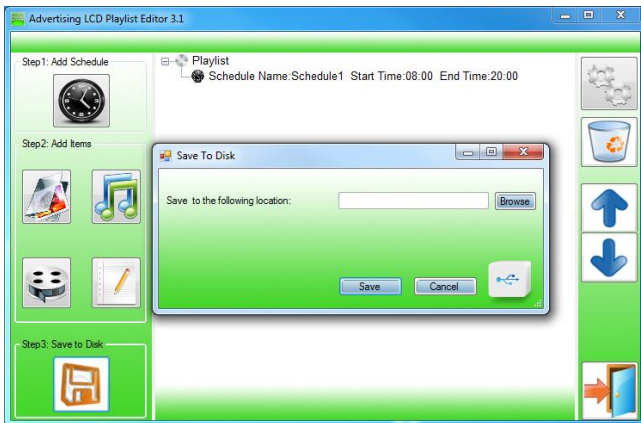 Advertising LCD Playlist Editor 3.1
Step1: Add Schedule
Playlist
Schedule Name:Schedule1 Start Time:08:00 End Time:20:00
Step2: Add Items
Save To Disk
Save to the following location:
Browse
Save
Cancel
Step3: Save to Disk